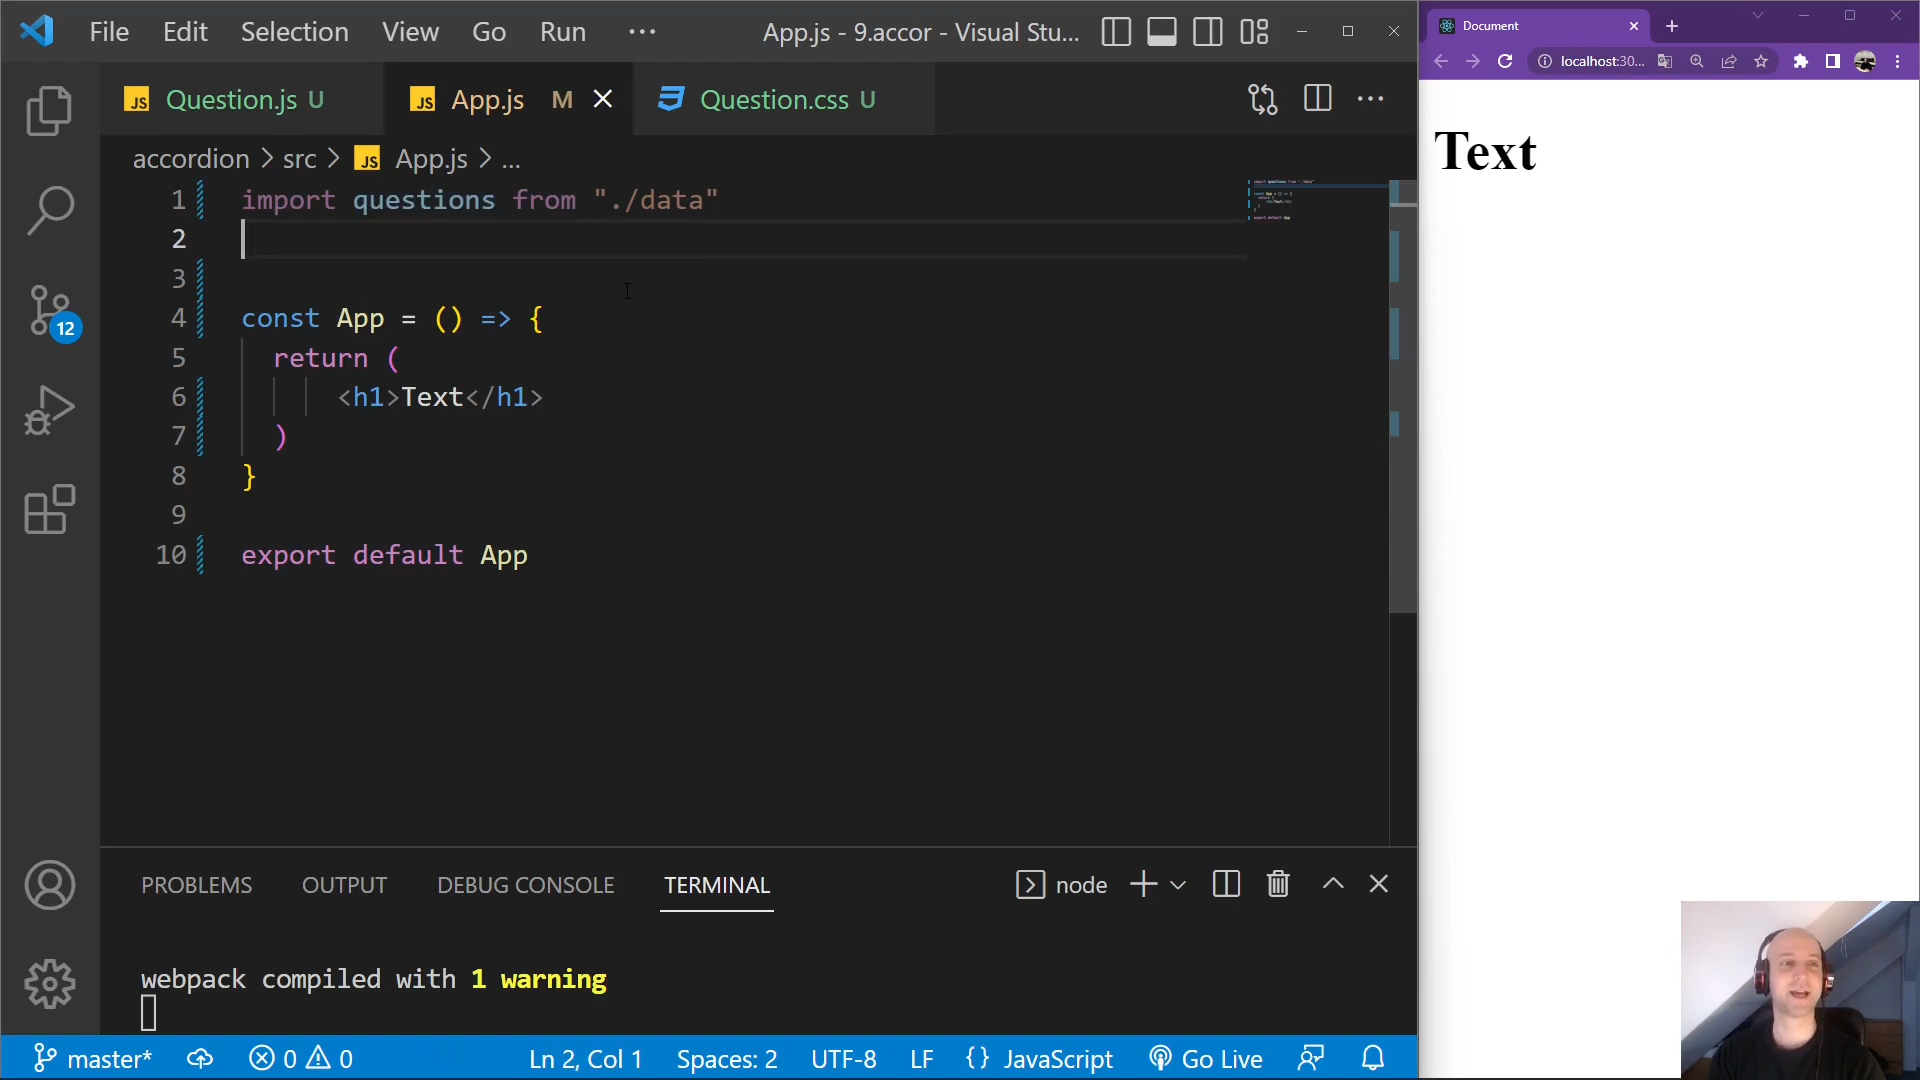 File Edit Selection View Go Run ... App.js - 9.accor - Visual Stu...
Question.js U App.js M Question.css U
accordion > src > App.js > ...
1 import questions from "./data"
2
3
4 const App = () => {
5 return (
6 <h1>Text</h1>
7 )
8 }
9
10 export default App
12
PROBLEMS OUTPUT DEBUG CONSOLE TERMINAL node
webpack compiled with 1 warning
master* 0 0 Ln 2, Col 1 Spaces: 2 UTF-8 LF {} JavaScript Go Live
Document
localhost:30...
Text